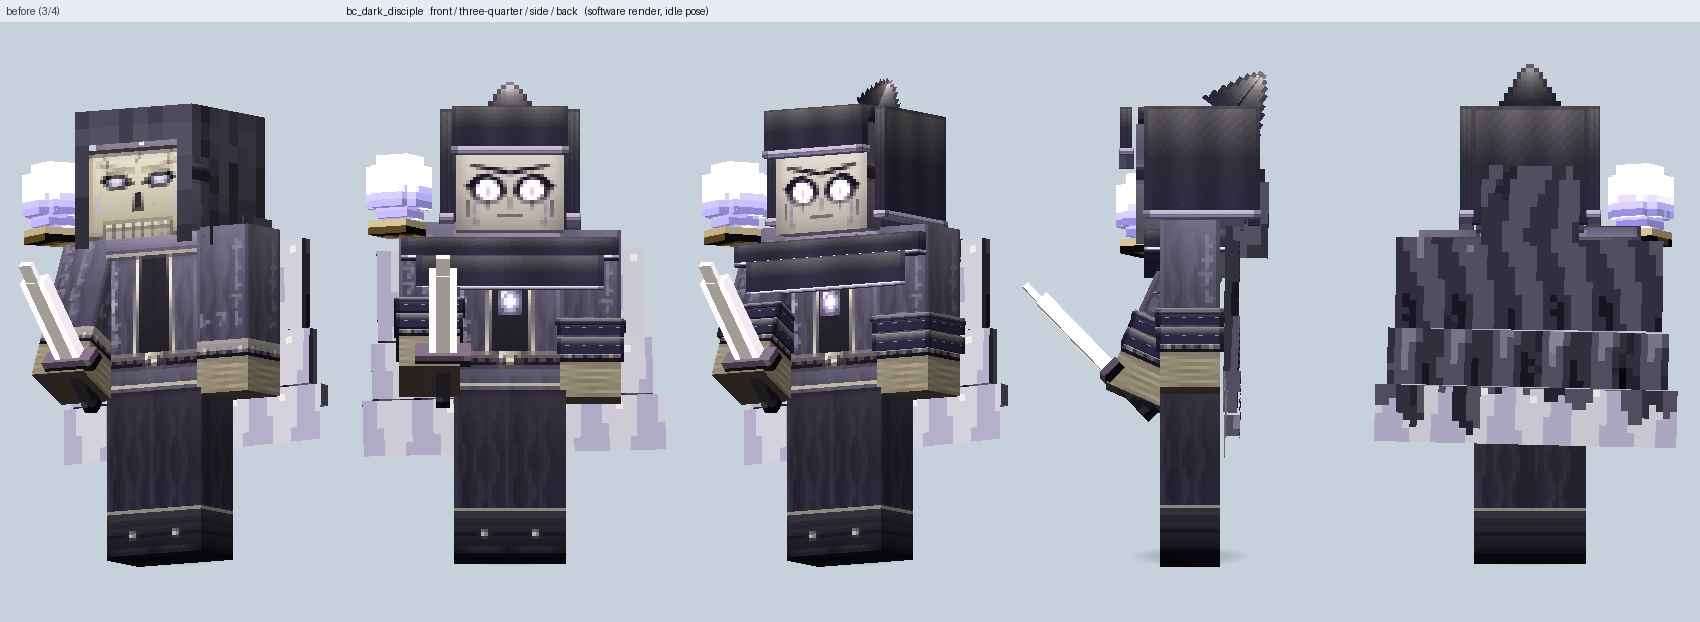 before (3/4)
bc_dark_disciple front / three-quarter / side / back (software render, idle pose)